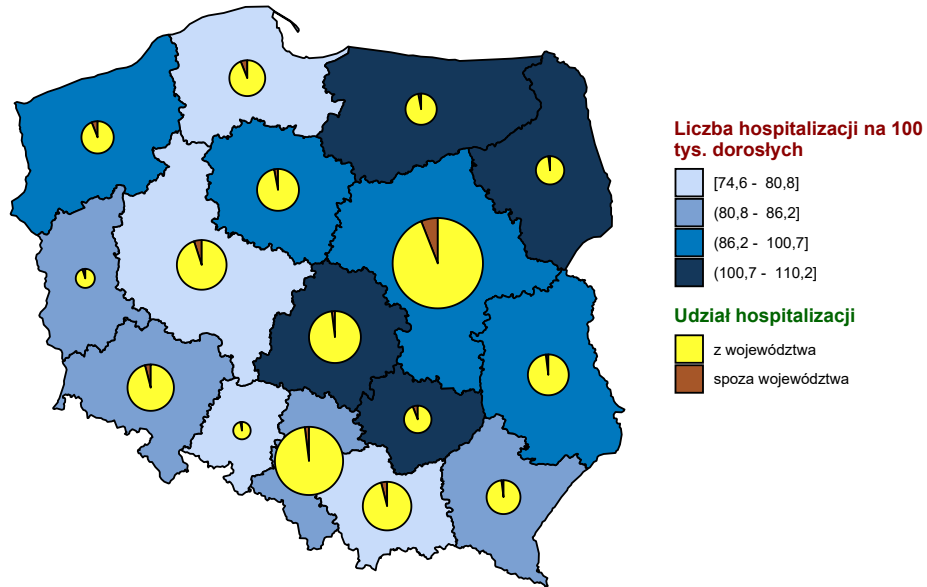 Liczba hospitalizacji na 100
tys. dorosłych
[74,6 - 80,8]
(80,8 - 86,2]
(86,2 - 100,7]
(100,7 - 110,2]
Udział hospitalizacji
z województwa
spoza województwa